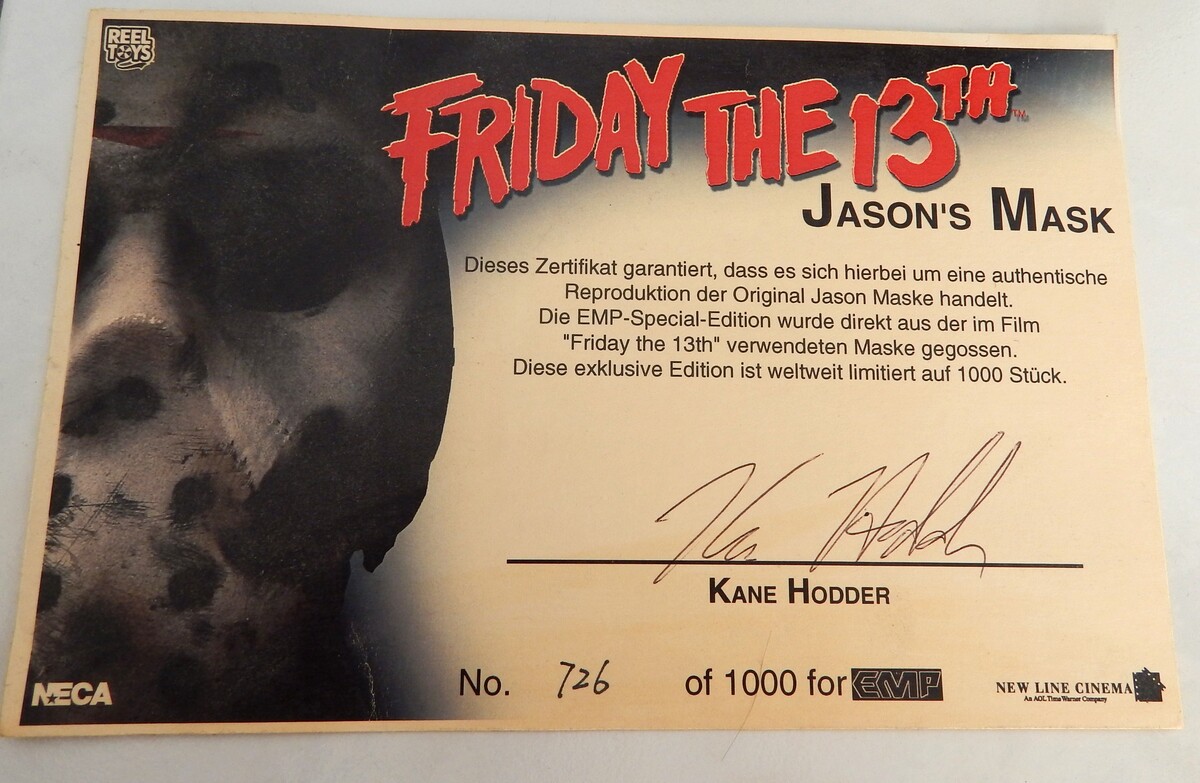 REEL
TOYS
FRIDAY THE 13TH™
JASON'S MASK
Dieses Zertifikat garantiert, dass es sich hierbei um eine authentische
Reproduktion der Original Jason Maske handelt.
Die EMP-Special-Edition wurde direkt aus der im Film
"Friday the 13th" verwendeten Maske gegossen.
Diese exklusive Edition ist weltweit limitiert auf 1000 Stück.
Kane Hodder
KANE HODDER
No. 726 of 1000 for EMP
NECA
NEW LINE CINEMA
An AOL Time Warner Company